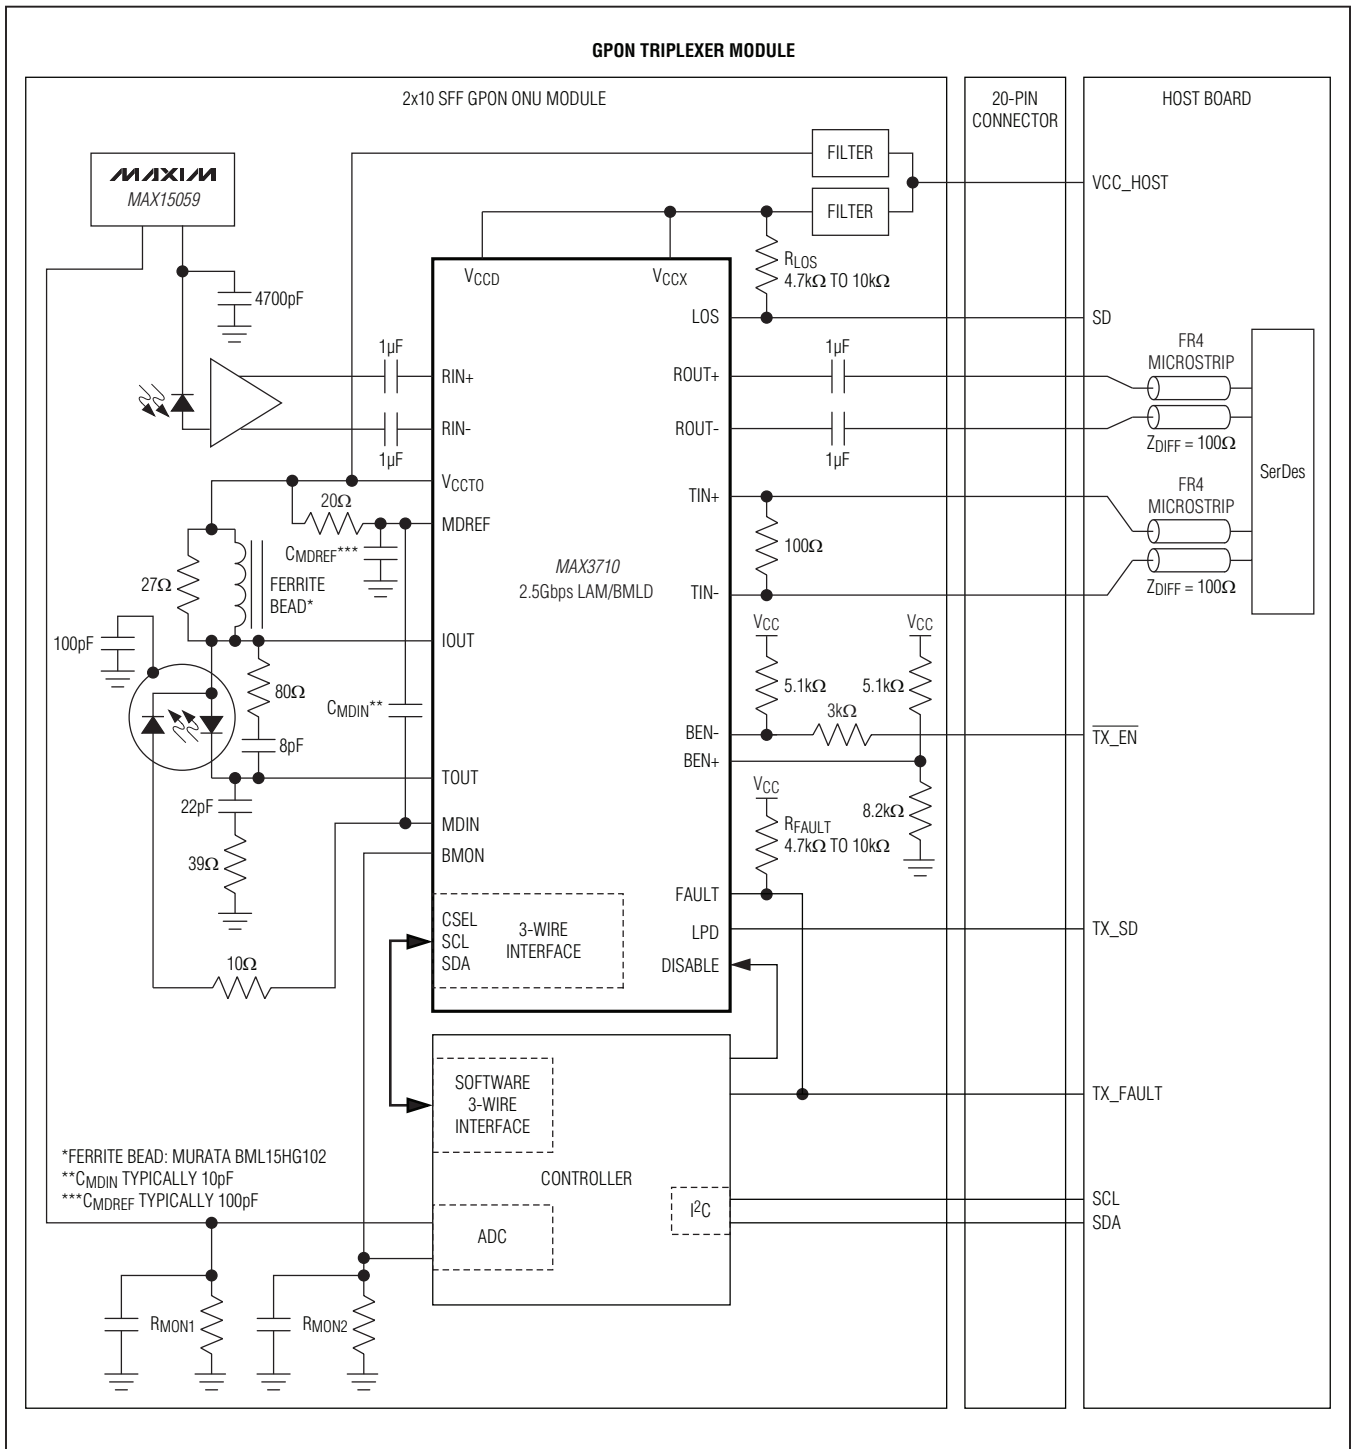 GPON TRIPLEXER MODULE
2x10 SFF GPON ONU MODULE
20-PIN
CONNECTOR
HOST BOARD
MAXIM
MAX15059
FILTER
FILTER
VCC_HOST
4700pF
VCCD
VCCX
RLOS
4.7kΩ TO 10kΩ
LOS
SD
1µF
RIN+
RIN-
1µF
ROUT+
ROUT-
1µF
1µF
FR4
MICROSTRIP
ZDIFF = 100Ω
SerDes
VCCTO
20Ω
MDREF
CMDREF***
TIN+
100Ω
TIN-
FR4
MICROSTRIP
ZDIFF = 100Ω
MAX3710
2.5Gbps LAM/BMLD
27Ω
FERRITE
BEAD*
100pF
IOUT
80Ω
CMDIN**
8pF
VCC
VCC
5.1kΩ
5.1kΩ
3kΩ
BEN-
BEN+
TX_EN
TOUT
22pF
MDIN
BMON
39Ω
VCC
RFAULT
4.7kΩ TO 10kΩ
8.2kΩ
FAULT
LPD
DISABLE
TX_SD
CSEL
SCL
SDA
3-WIRE
INTERFACE
10Ω
SOFTWARE
3-WIRE
INTERFACE
TX_FAULT
*FERRITE BEAD: MURATA BML15HG102
**CMDIN TYPICALLY 10pF
***CMDREF TYPICALLY 100pF
CONTROLLER
I2C
SCL
SDA
ADC
RMON1
RMON2